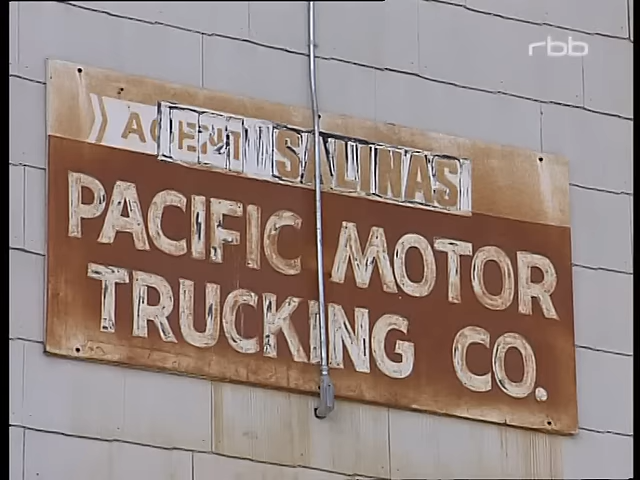 rbb
AGENT SALINAS
PACIFIC MOTOR
TRUCKING CO.